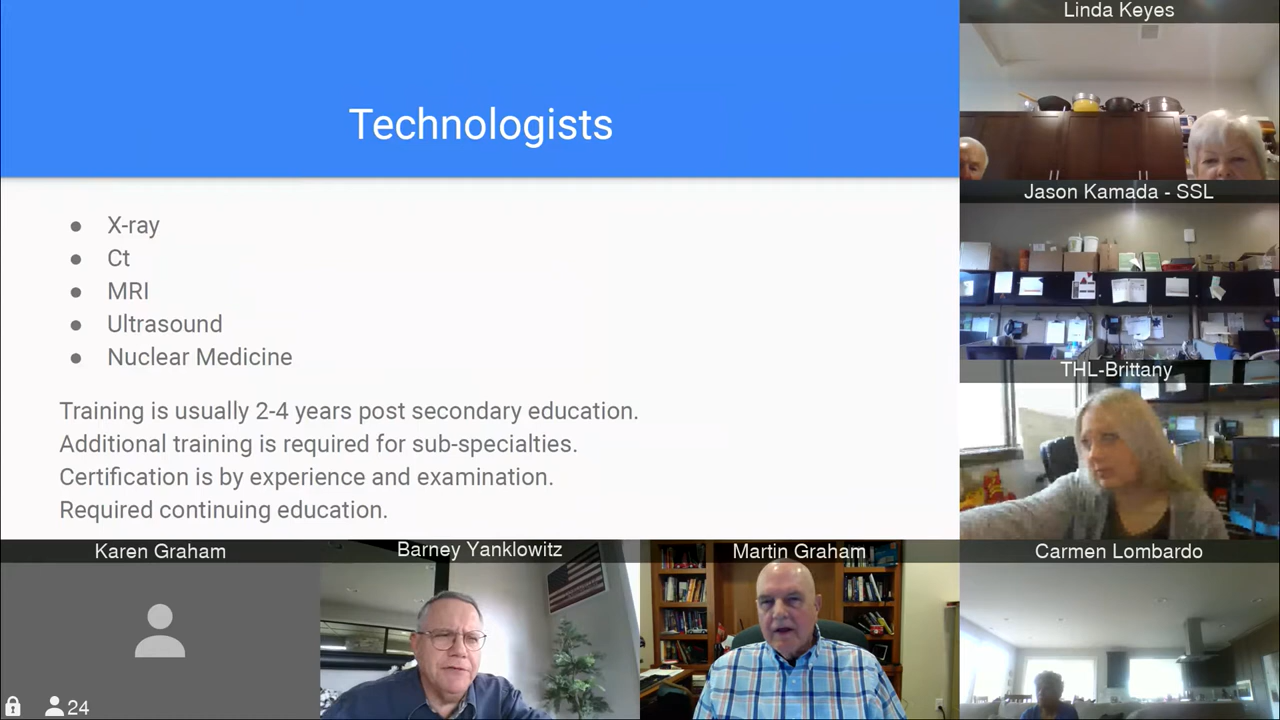 Technologists
● X-ray
● Ct
● MRI
● Ultrasound
● Nuclear Medicine
Training is usually 2-4 years post secondary education.
Additional training is required for sub-specialties.
Certification is by experience and examination.
Required continuing education.
Linda Keyes
Jason Kamada - SSL
THL-Brittany
Karen Graham
Barney Yanklowitz
Martin Graham
Carmen Lombardo
24